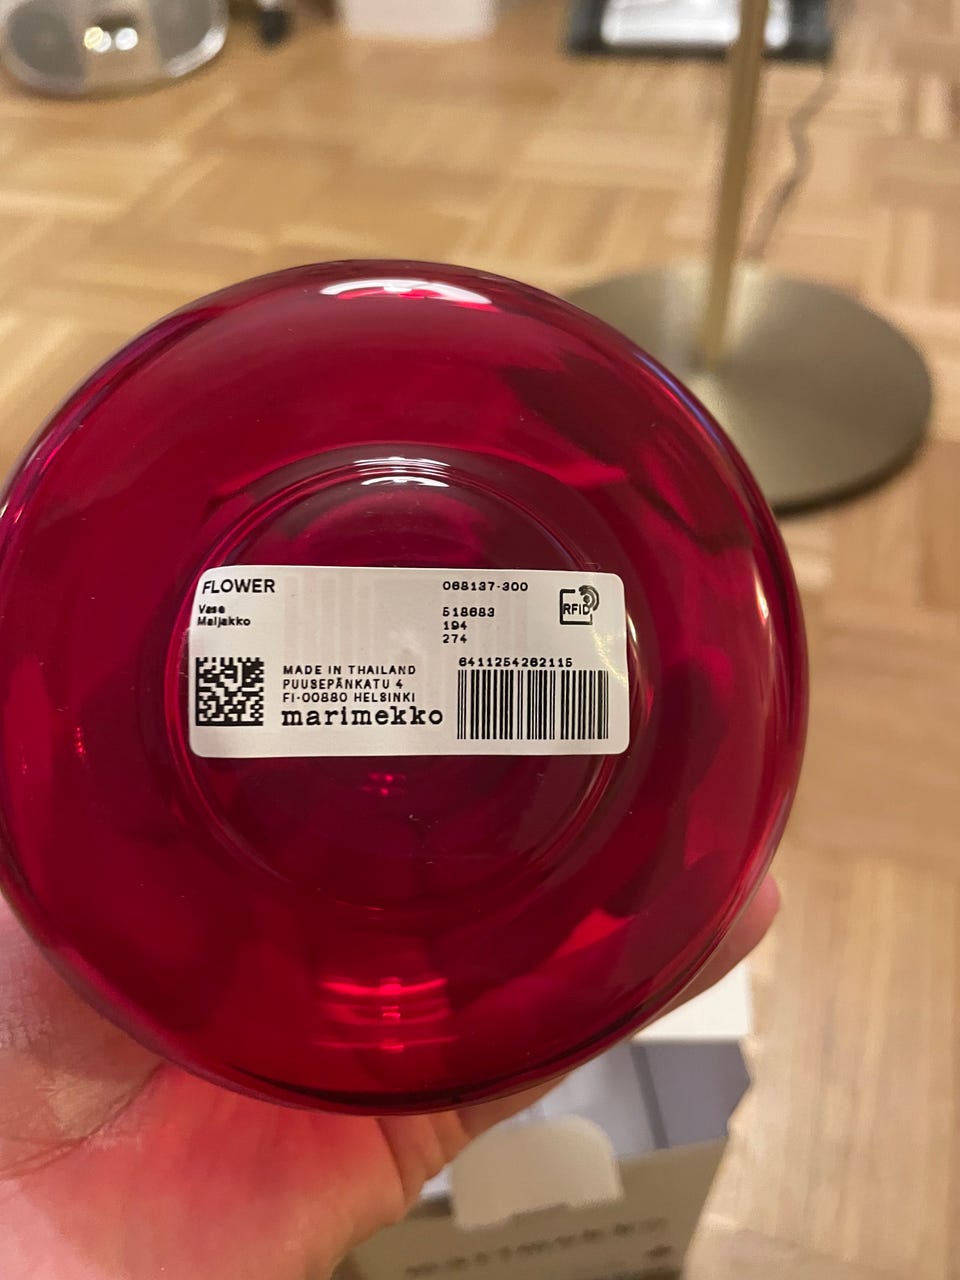 FLOWER
Vase
Maljakko
068137-300
518683
194
274
RFID
6411254262115
MADE IN THAILAND
PUUSEPÄNKATU 4
FI-00880 HELSINKI
marimekko
marimekko